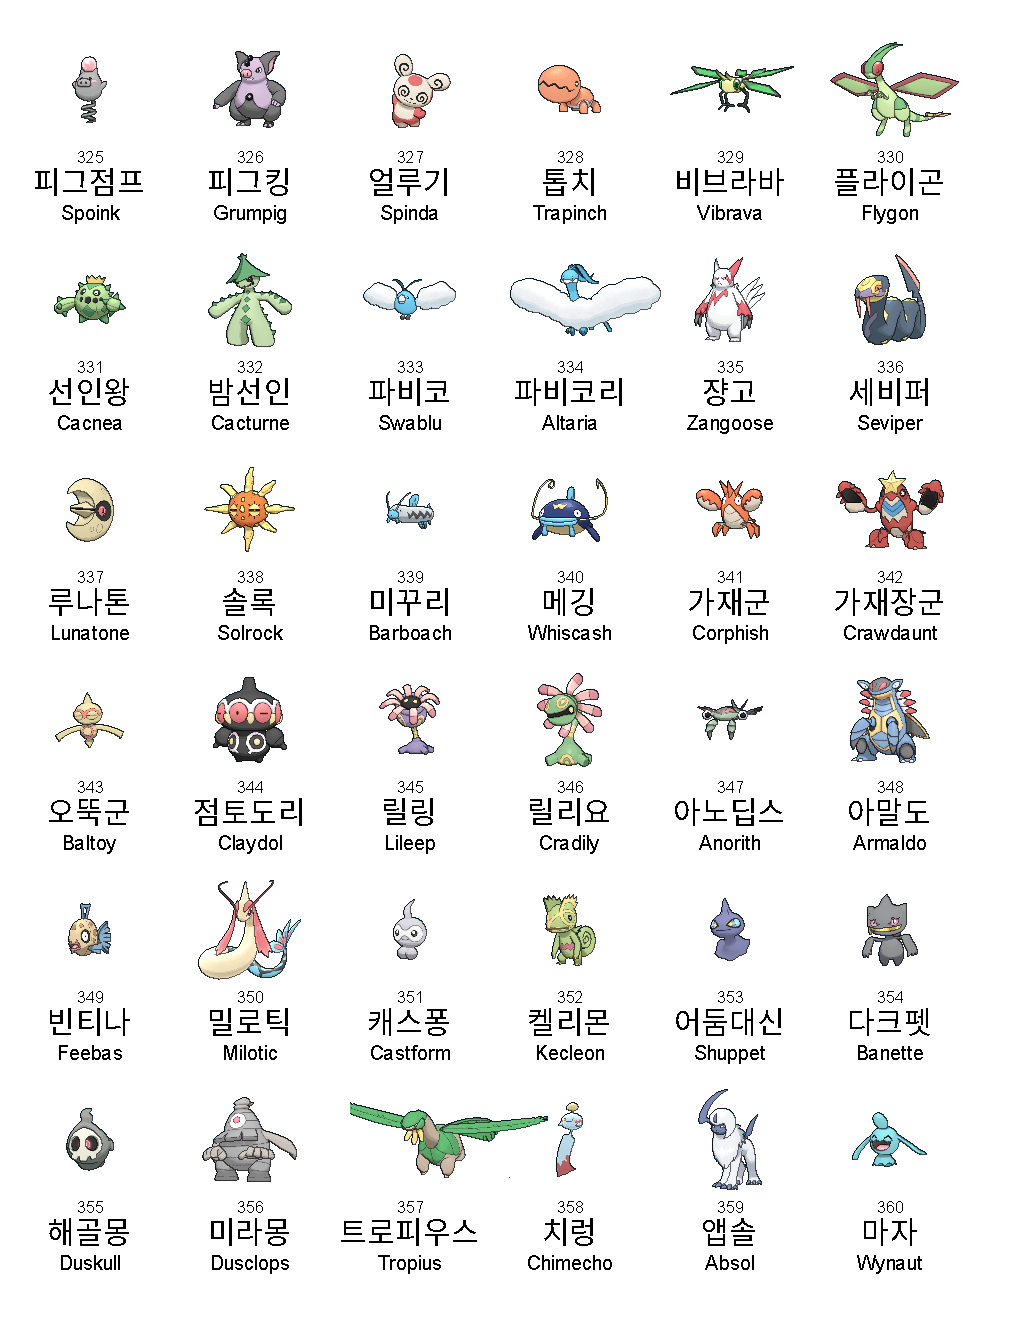 325 326 327 328 329 330
피그점프 피그킹 얼루기 톱치 비브라바 플라이곤
Spoink Grumpig Spinda Trapinch Vibrava Flygon
331 332 333 334 335 336
선인왕 밤선인 파비코 파비코리 쟝고 세비퍼
Cacnea Cacturne Swablu Altaria Zangoose Seviper
337 338 339 340 341 342
루나톤 솔록 미꾸리 메깅 가재군 가재장군
Lunatone Solrock Barboach Whiscash Corphish Crawdaunt
343 344 345 346 347 348
오뚝군 점토도리 릴링 릴리요 아노딥스 아말도
Baltoy Claydol Lileep Cradily Anorith Armaldo
349 350 351 352 353 354
빈티나 밀로틱 캐스퐁 켈리몬 어둠대신 다크펫
Feebas Milotic Castform Kecleon Shuppet Banette
355 356 357 358 359 360
해골몽 미라몽 트로피우스 치렁 앱솔 마자
Duskull Dusclops Tropius Chimecho Absol Wynaut